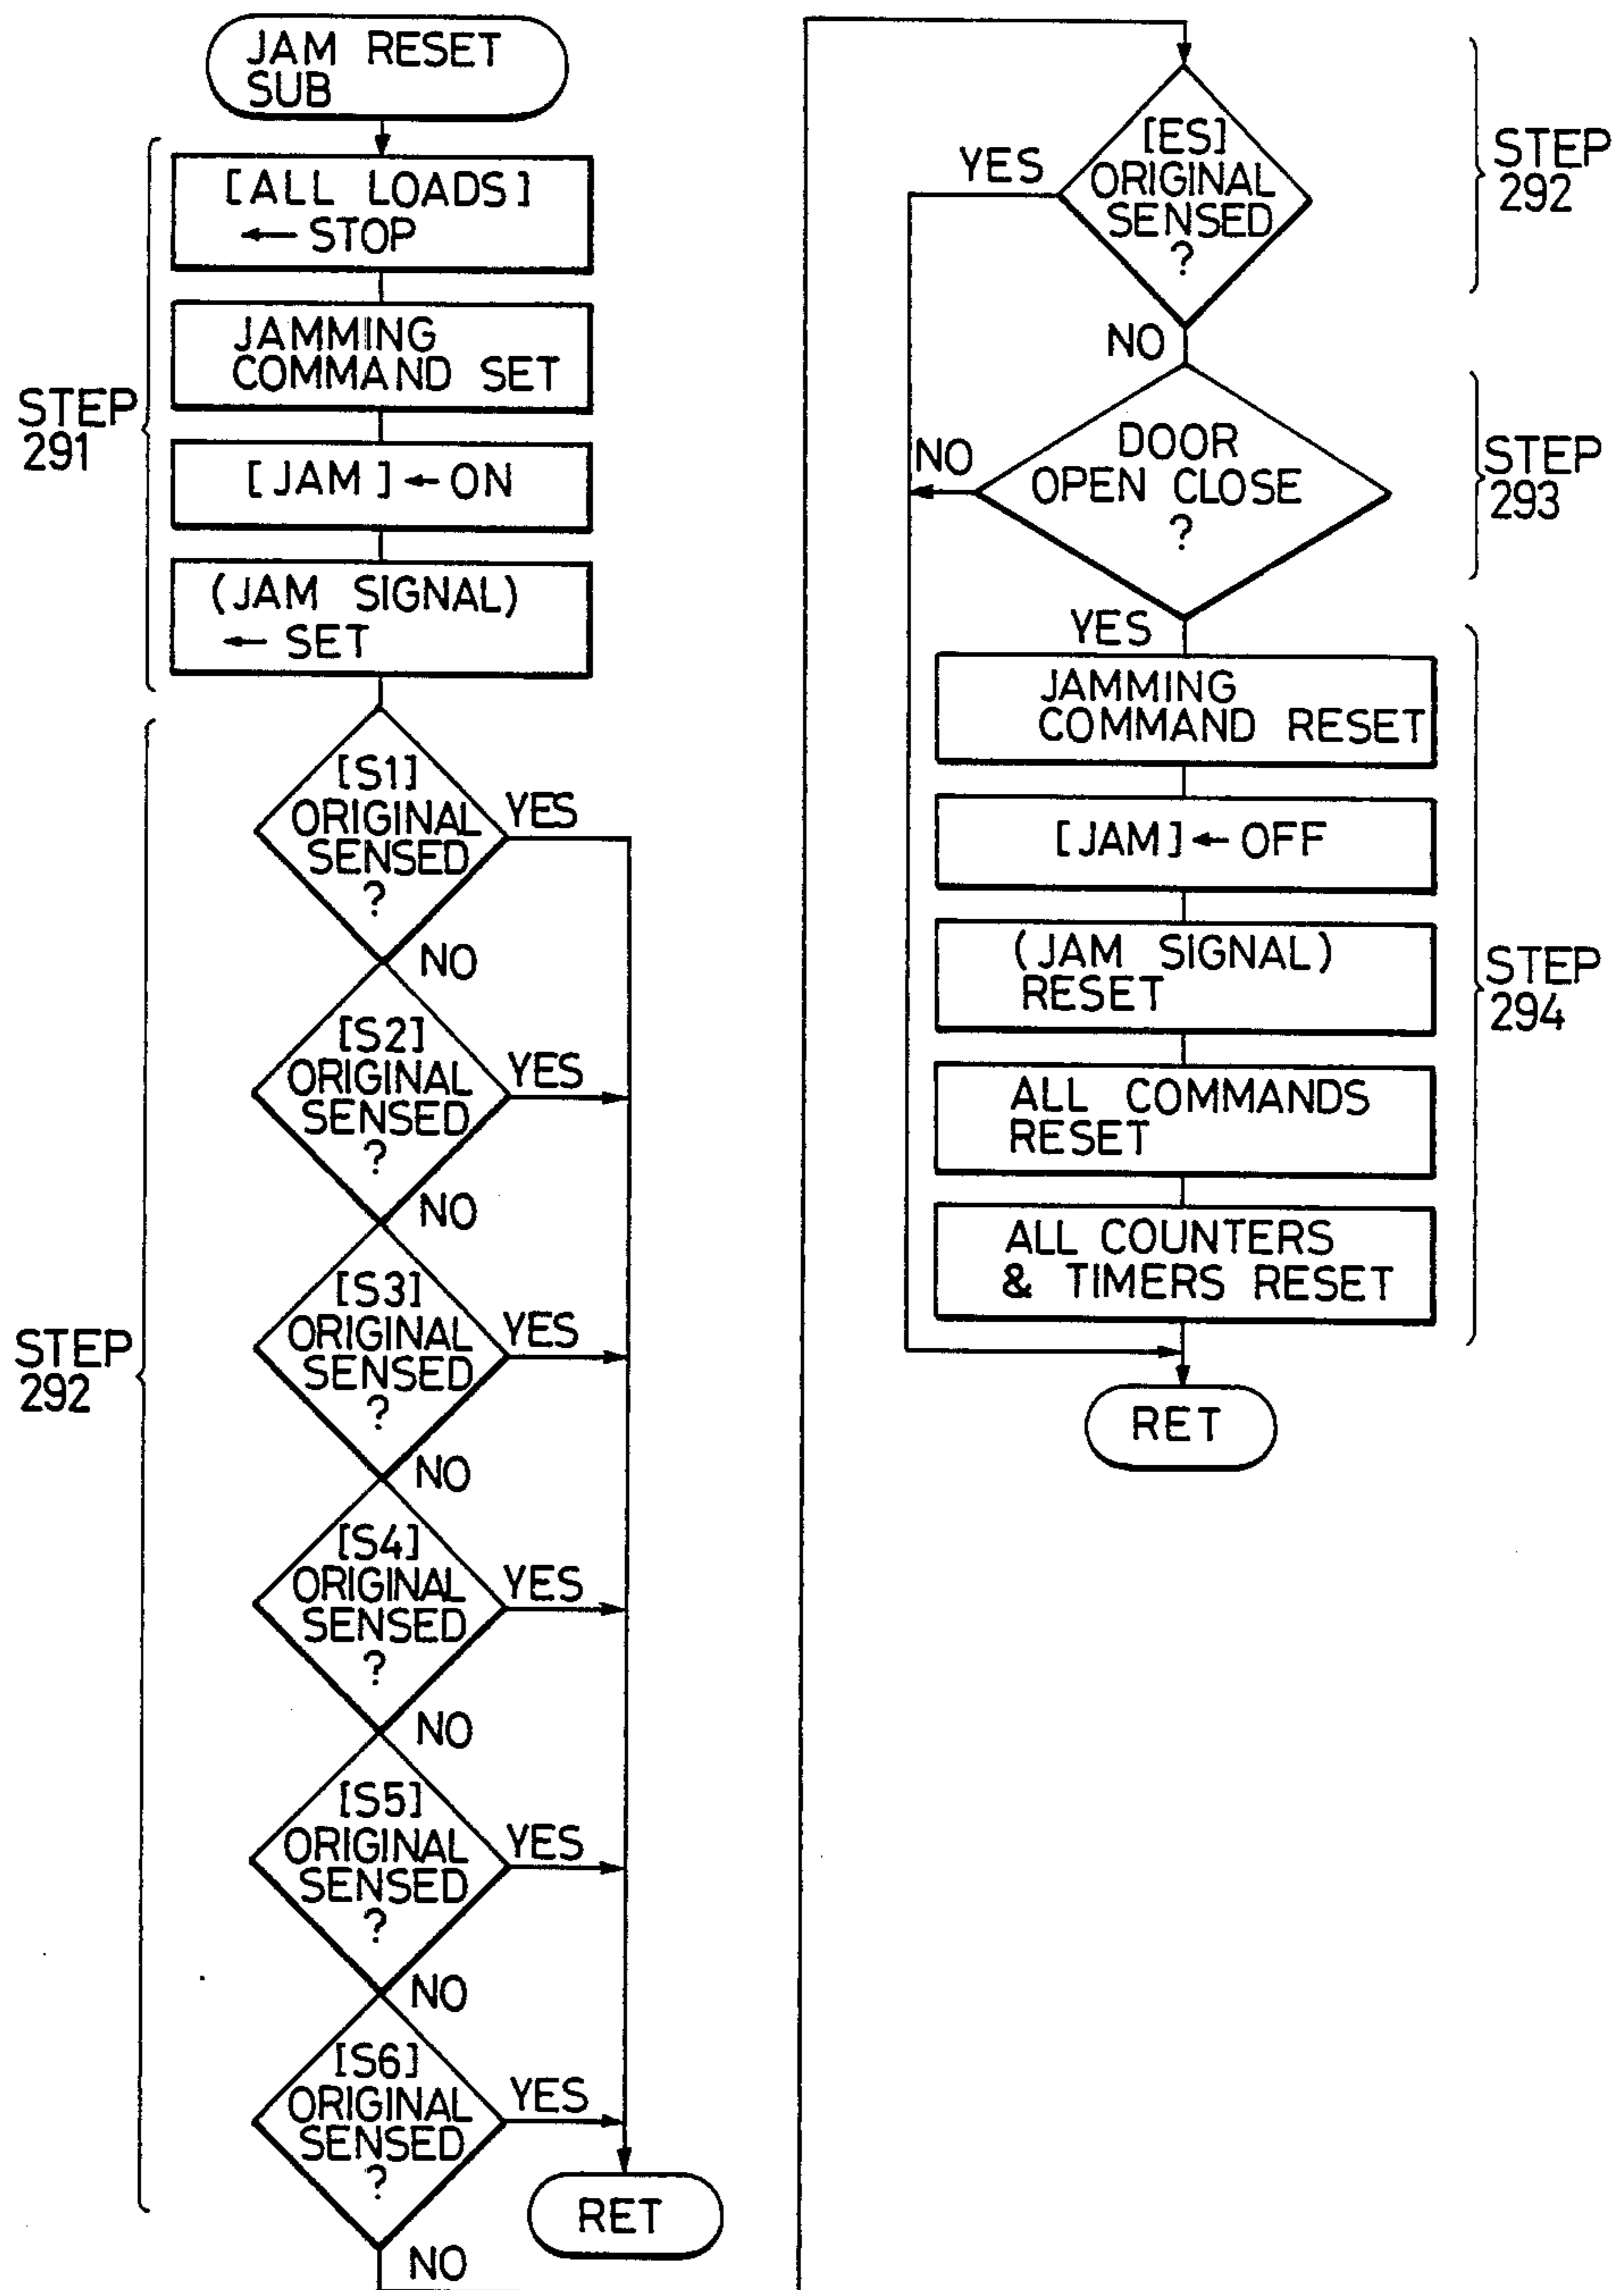 JAM RESET
SUB
[ALL LOADS]
← STOP
JAMMING
COMMAND SET
[JAM] ← ON
(JAM SIGNAL)
← SET
STEP
291
[S1]
ORIGINAL
SENSED
?
YES
NO
[S2]
ORIGINAL
SENSED
?
YES
NO
[S3]
ORIGINAL
SENSED
?
YES
NO
STEP
292
[S4]
ORIGINAL
SENSED
?
YES
NO
[S5]
ORIGINAL
SENSED
?
YES
NO
[S6]
ORIGINAL
SENSED
?
YES
NO
RET
[ES]
ORIGINAL
SENSED
?
YES
NO
STEP
292
DOOR
OPEN CLOSE
?
NO
YES
STEP
293
JAMMING
COMMAND RESET
[JAM] ← OFF
(JAM SIGNAL)
RESET
ALL COMMANDS
RESET
ALL COUNTERS
& TIMERS RESET
STEP
294
RET